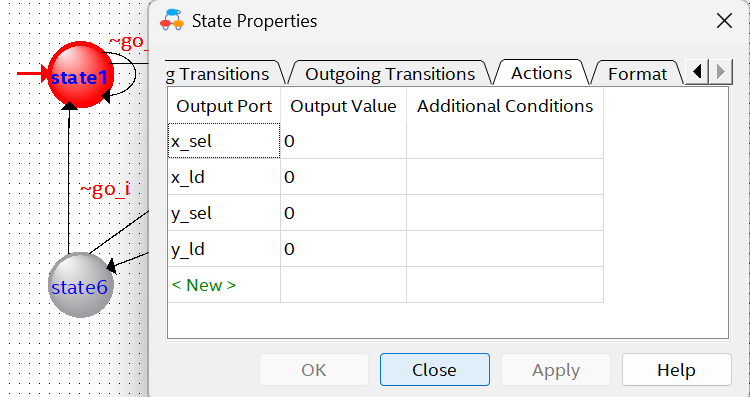 State Properties
~go_
state1
g Transitions
Outgoing Transitions
Actions
Format
Output Port Output Value Additional Conditions
x_sel 0
x_ld 0
y_sel 0
y_ld 0
< New >
~go_i
state6
OK
Close
Apply
Help